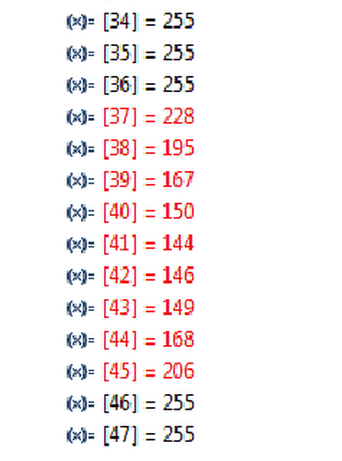 (x)= [34] = 255
(x)= [35] = 255
(x)= [36] = 255
(x)= [37] = 228
(x)= [38] = 195
(x)= [39] = 167
(x)= [40] = 150
(x)= [41] = 144
(x)= [42] = 146
(x)= [43] = 149
(x)= [44] = 168
(x)= [45] = 206
(x)= [46] = 255
(x)= [47] = 255